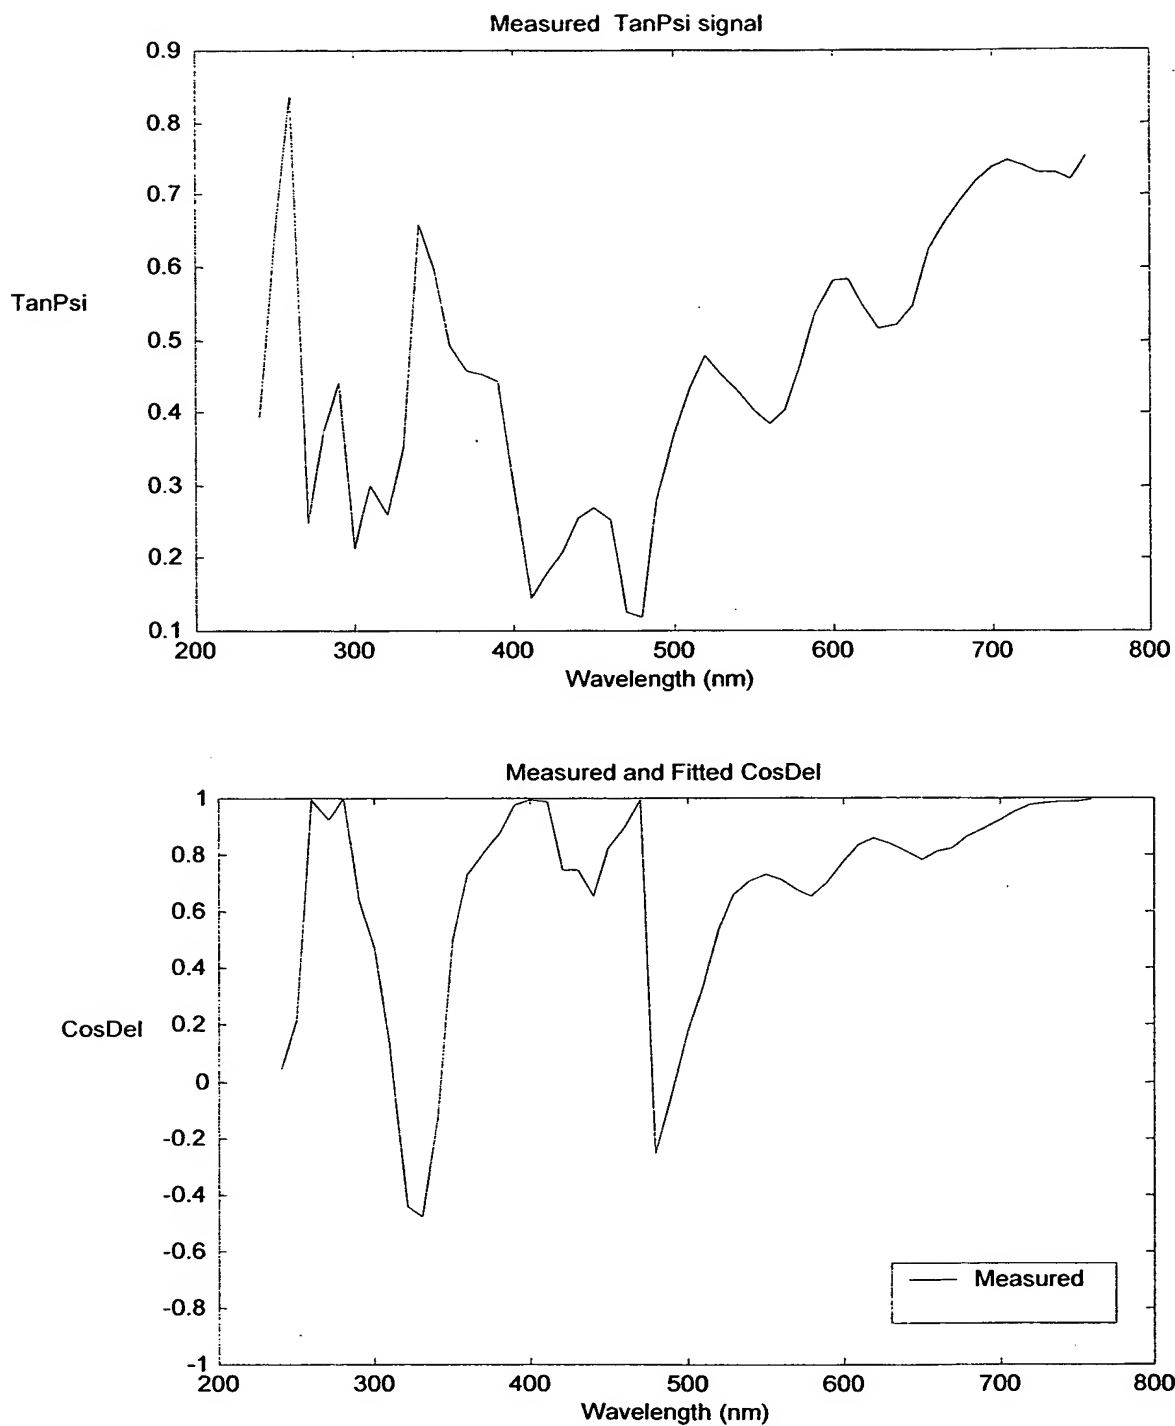 Measured TanPsi signal
0.9
0.8
0.7
0.6
TanPsi
0.5
0.4
0.3
0.2
0.1
200 300 400 500 600 700 800
Wavelength (nm)
Measured and Fitted CosDel
1
0.8
0.6
0.4
0.2
CosDel
0
-0.2
-0.4
-0.6
-0.8
-1
Measured
200 300 400 500 600 700 800
Wavelength (nm)